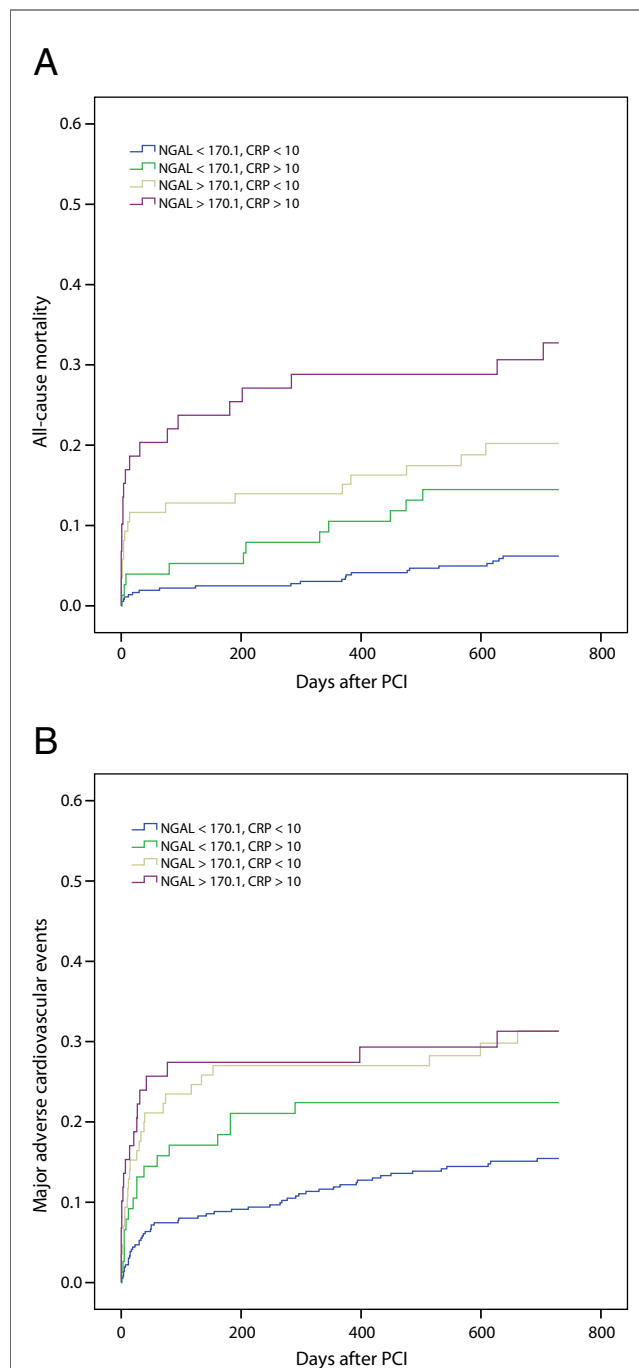 A
0.6
NGAL < 170.1, CRP < 10
NGAL < 170.1, CRP > 10
NGAL > 170.1, CRP < 10
NGAL > 170.1, CRP > 10
0.5
0.4
0.3
0.2
0.1
0.0
All-cause mortality
0 200 400 600 800
Days after PCI
B
0.6
NGAL < 170.1, CRP < 10
NGAL < 170.1, CRP > 10
NGAL > 170.1, CRP < 10
NGAL > 170.1, CRP > 10
0.5
0.4
0.3
0.2
0.1
0.0
Major adverse cardiovascular events
0 200 400 600 800
Days after PCI